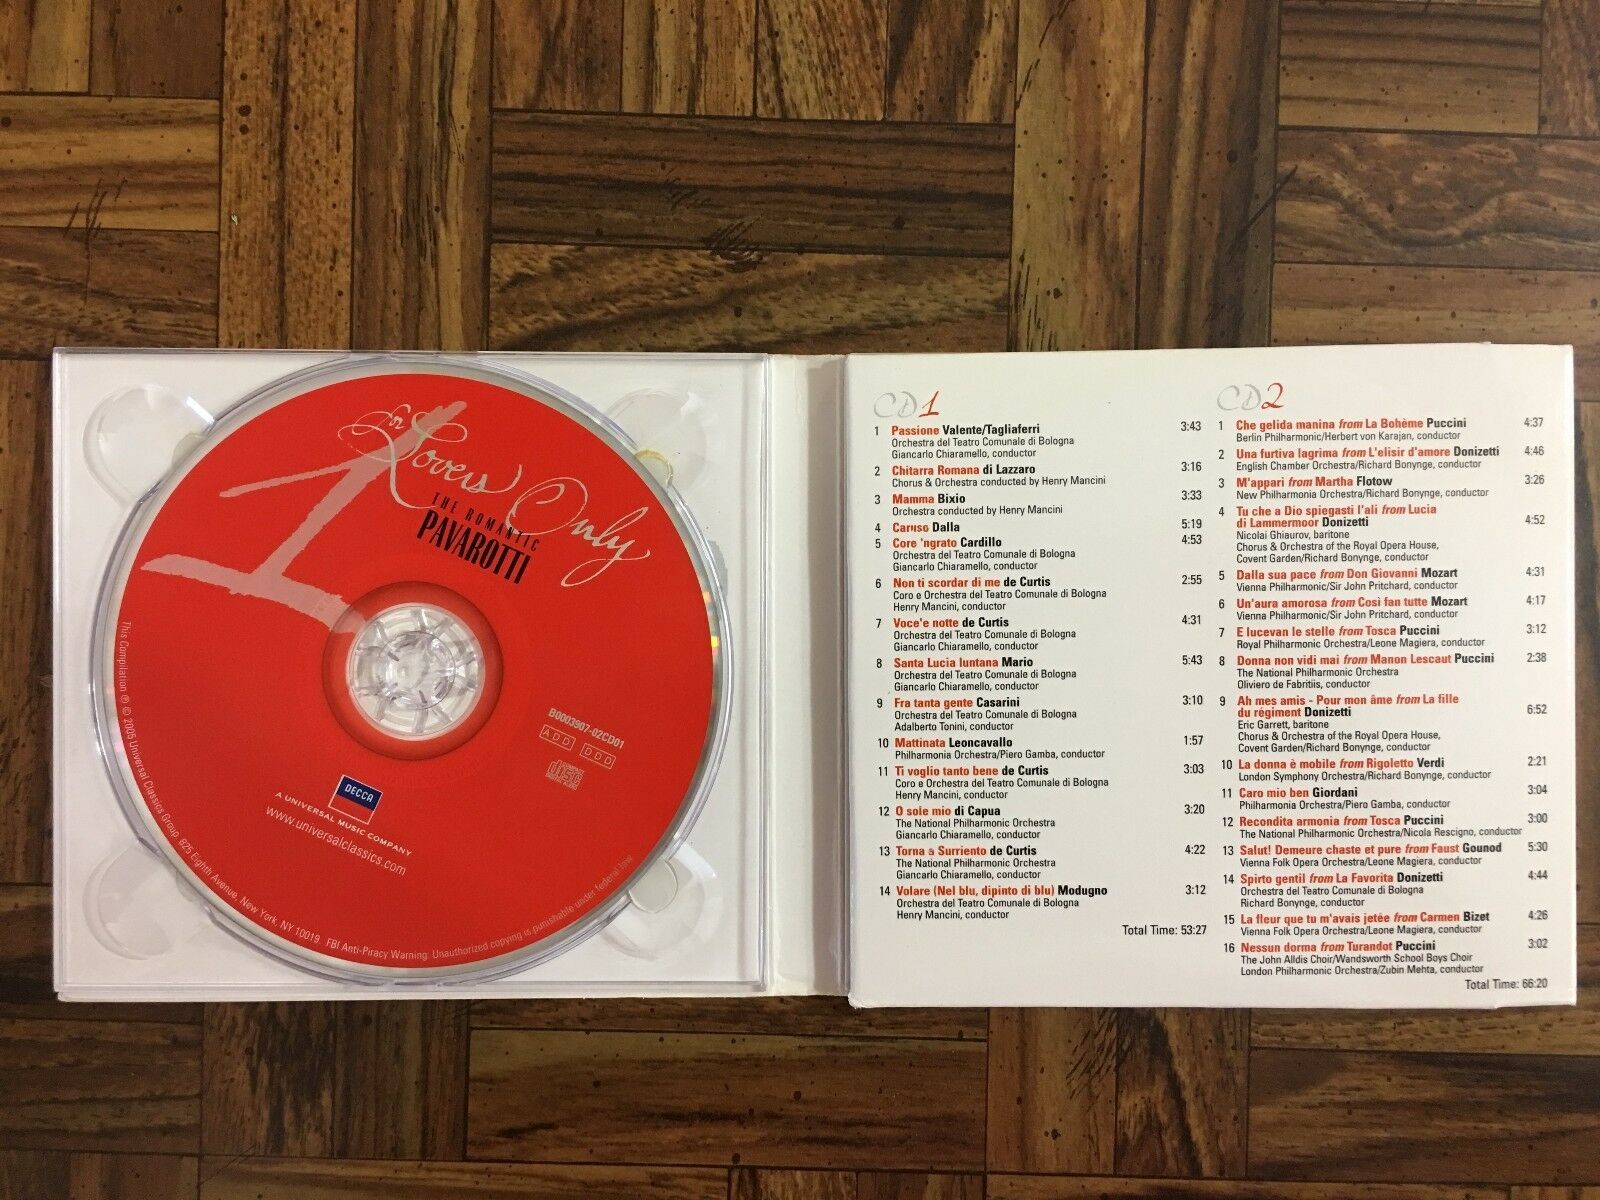 For Lovers Only
1
THE ROMANTIC
PAVAROTTI
B0003907-02CD01
ADD DDD
COMPACT disc DIGITAL AUDIO
DECCA
A UNIVERSAL MUSIC COMPANY
www.universalclassics.com
This Compilation ℗ © 2005 Universal Classics Group, 825 Eighth Avenue, New York, NY 10019 FBI Anti-Piracy Warning: Unauthorized copying is punishable under federal law
CD1
1 Passione Valente/Tagliaferri 3:43
Orchestra del Teatro Comunale di Bologna
Giancarlo Chiaramello, conductor
2 Chitarra Romana di Lazzaro 3:16
Chorus & Orchestra conducted by Henry Mancini
3 Mamma Bixio 3:33
Orchestra conducted by Henry Mancini
4 Caruso Dalla 5:19
5 Core 'ngrato Cardillo 4:53
Orchestra del Teatro Comunale di Bologna
Giancarlo Chiaramello, conductor
6 Non ti scordar di me de Curtis 2:55
Coro e Orchestra del Teatro Comunale di Bologna
Henry Mancini, conductor
7 Voce'e notte de Curtis 4:31
Orchestra del Teatro Comunale di Bologna
Giancarlo Chiaramello, conductor
8 Santa Lucia luntana Mario 5:43
Orchestra del Teatro Comunale di Bologna
Giancarlo Chiaramello, conductor
9 Fra tanta gente Casarini 3:10
Orchestra del Teatro Comunale di Bologna
Adalberto Tonini, conductor
10 Mattinata Leoncavallo 1:57
Philharmonia Orchestra/Piero Gamba, conductor
11 Ti voglio tanto bene de Curtis 3:03
Coro e Orchestra del Teatro Comunale di Bologna
Henry Mancini, conductor
12 O sole mio di Capua 3:20
The National Philharmonic Orchestra
Giancarlo Chiaramello, conductor
13 Torna a Surriento de Curtis 4:22
The National Philharmonic Orchestra
Giancarlo Chiaramello, conductor
14 Volare (Nel blu, dipinto di blu) Modugno 3:12
Orchestra del Teatro Comunale di Bologna
Henry Mancini, conductor
Total Time: 53:27
CD2
1 Che gelida manina from La Bohème Puccini 4:37
Berlin Philharmonic/Herbert von Karajan, conductor
2 Una furtiva lagrima from L'elisir d'amore Donizetti 4:46
English Chamber Orchestra/Richard Bonynge, conductor
3 M'appari from Martha Flotow 3:26
New Philharmonia Orchestra/Richard Bonynge, conductor
4 Tu che a Dio spiegasti l'ali from Lucia
di Lammermoor Donizetti 4:52
Nicolai Ghiaurov, baritone
Chorus & Orchestra of the Royal Opera House,
Covent Garden/Richard Bonynge, conductor
5 Dalla sua pace from Don Giovanni Mozart 4:31
Vienna Philharmonic/Sir John Pritchard, conductor
6 Un'aura amorosa from Così fan tutte Mozart 4:17
Vienna Philharmonic/Sir John Pritchard, conductor
7 E lucevan le stelle from Tosca Puccini 3:12
Royal Philharmonic Orchestra/Leone Magiera, conductor
8 Donna non vidi mai from Manon Lescaut Puccini 2:38
The National Philharmonic Orchestra
Oliviero de Fabritiis, conductor
9 Ah mes amis - Pour mon âme from La fille
du régiment Donizetti 6:52
Eric Garrett, baritone
Chorus & Orchestra of the Royal Opera House,
Covent Garden/Richard Bonynge, conductor
10 La donna è mobile from Rigoletto Verdi 2:21
London Symphony Orchestra/Richard Bonynge, conductor
11 Caro mio ben Giordani 3:04
Philharmonia Orchestra/Piero Gamba, conductor
12 Recondita armonia from Tosca Puccini 3:00
The National Philharmonic Orchestra/Nicola Rescigno, conductor
13 Salut! Demeure chaste et pure from Faust Gounod 5:30
Vienna Folk Opera Orchestra/Leone Magiera, conductor
14 Spirto gentil from La Favorita Donizetti 4:44
Orchestra del Teatro Comunale di Bologna
Richard Bonynge, conductor
15 La fleur que tu m'avais jetée from Carmen Bizet 4:26
Vienna Folk Opera Orchestra/Leone Magiera, conductor
16 Nessun dorma from Turandot Puccini 3:02
The John Alldis Choir/Wandsworth School Boys Choir
London Philharmonic Orchestra/Zubin Mehta, conductor
Total Time: 66:20